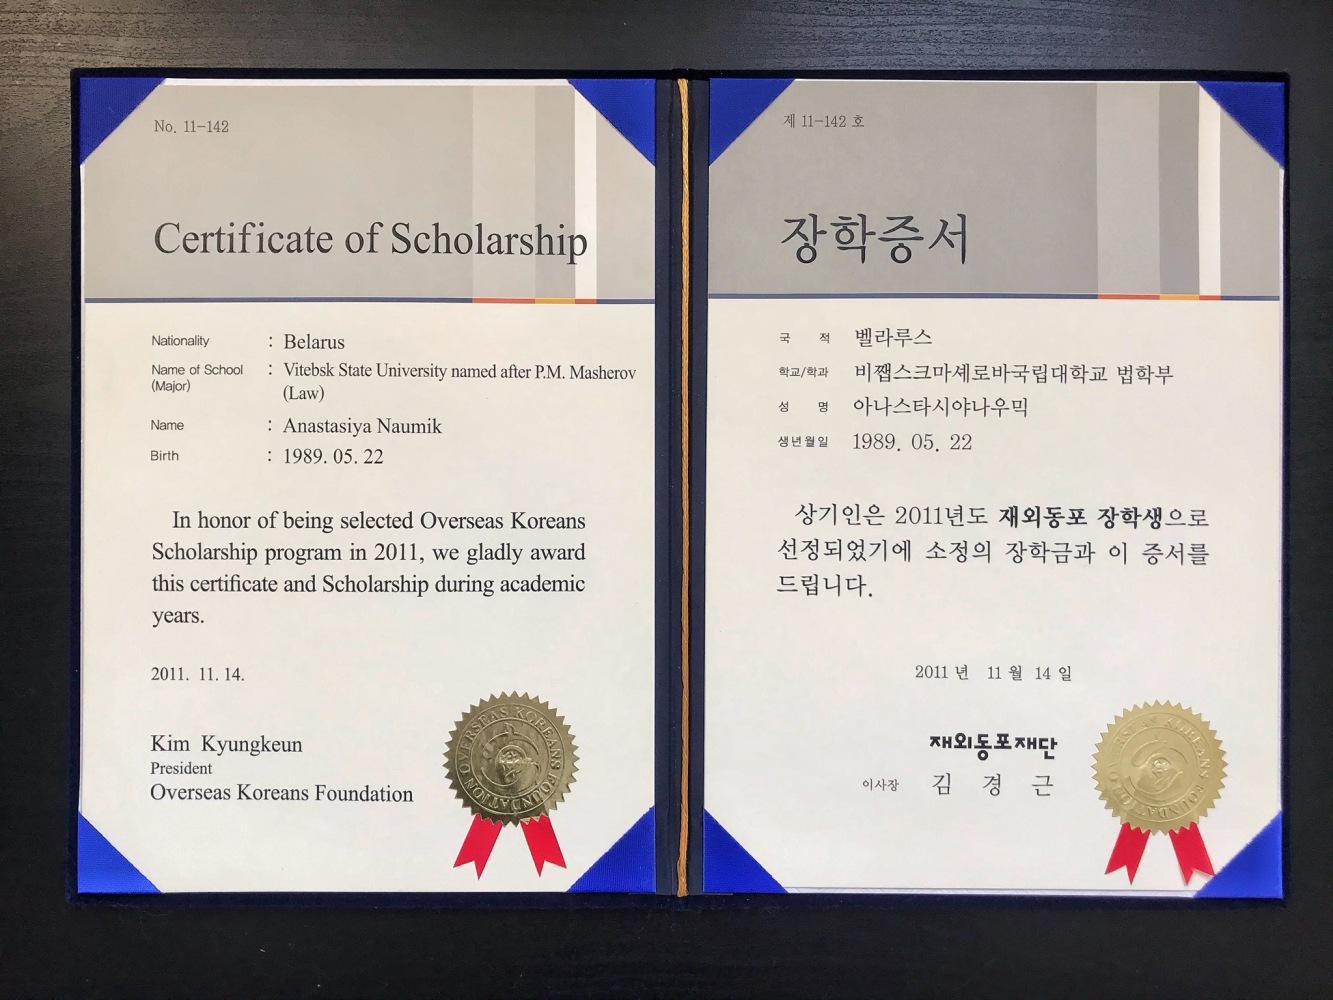 No. 11-142
Certificate of Scholarship
Nationality : Belarus
Name of School : Vitebsk State University named after P.M. Masherov
(Major) (Law)
Name : Anastasiya Naumik
Birth : 1989. 05. 22
In honor of being selected Overseas Koreans
Scholarship program in 2011, we gladly award
this certificate and Scholarship during academic
years.
2011. 11. 14.
Kim Kyungkeun
President
Overseas Koreans Foundation
OVERSEAS KOREANS FOUNDATION
제 11-142 호
장학증서
국 적 벨라루스
학교/학과 비쨉스크마셰로바국립대학교 법학부
성 명 아나스타시야나우믹
생년월일 1989. 05. 22
상기인은 2011년도 재외동포 장학생으로
선정되었기에 소정의 장학금과 이 증서를
드립니다.
2011 년 11 월 14 일
재외동포재단
이사장 김 경 근
OVERSEAS KOREANS FOUNDATION